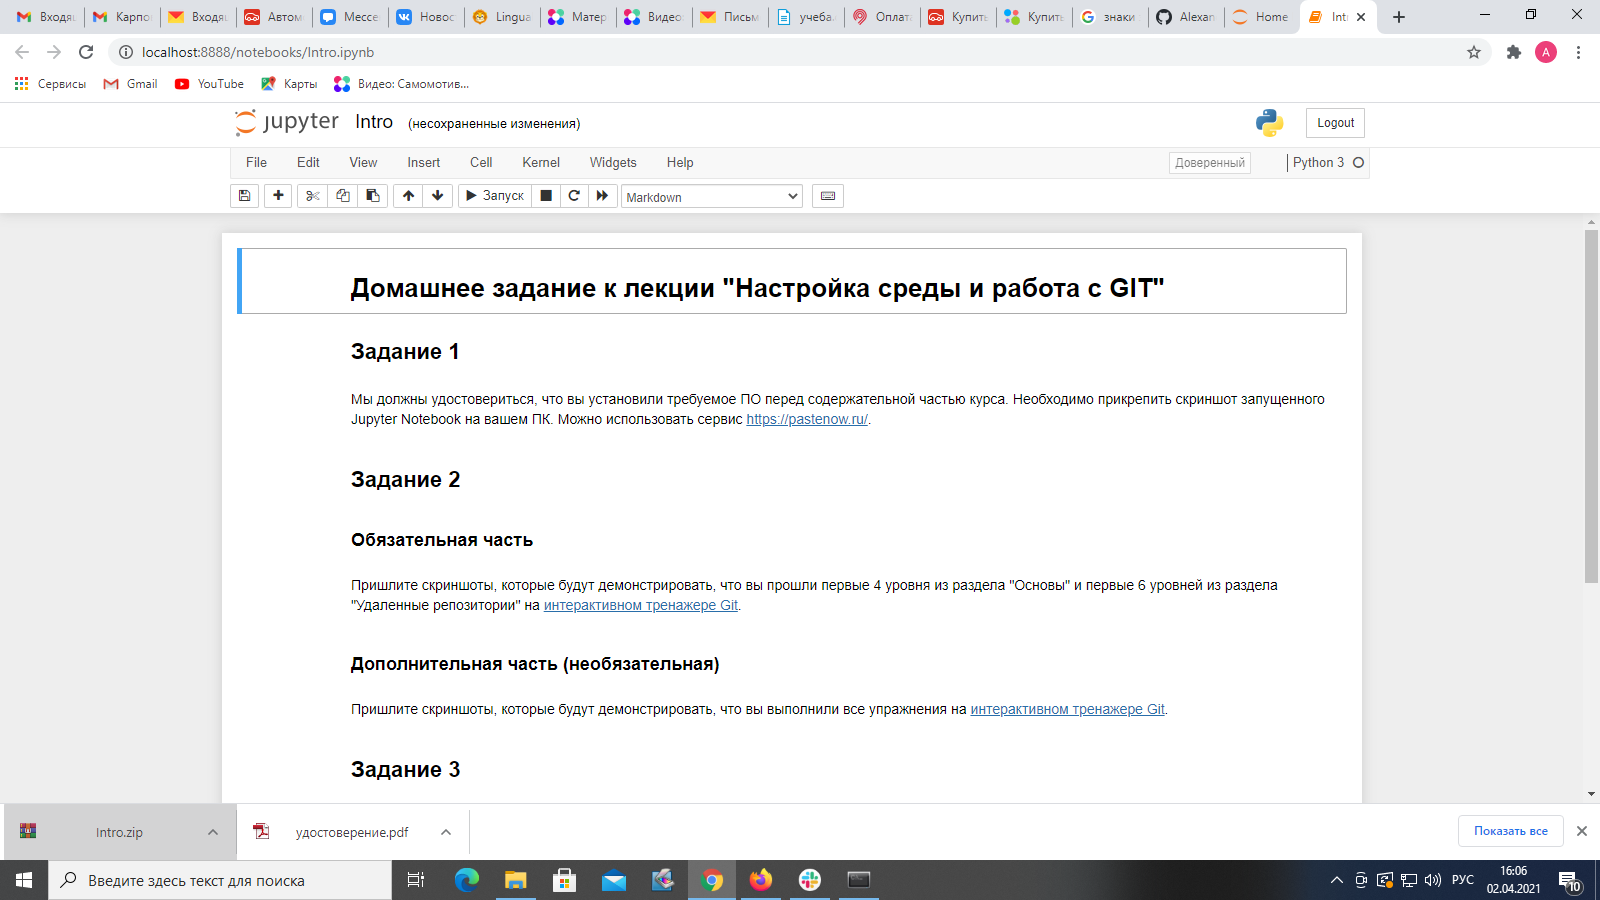 Входящ
Карпо
Входящ
Автом
Мессе
Новос
Lingua
Матер
Видео
Письм
учеба
Оплат
Купить
Купить
знаки
Alexan
Home
Intr
localhost:8888/notebooks/Intro.ipynb
A
Сервисы
Gmail
YouTube
Карты
Видео: Самомотив...
jupyter Intro (несохраненные изменения)
Logout
File Edit View Insert Cell Kernel Widgets Help
Доверенный
Python 3
Запуск
Markdown
Домашнее задание к лекции "Настройка среды и работа с GIT"
Задание 1
Мы должны удостовериться, что вы установили требуемое ПО перед содержательной частью курса. Необходимо прикрепить скриншот запущенного
Jupyter Notebook на вашем ПК. Можно использовать сервис https://pastenow.ru/.
Задание 2
Обязательная часть
Пришлите скриншоты, которые будут демонстрировать, что вы прошли первые 4 уровня из раздела "Основы" и первые 6 уровней из раздела
"Удаленные репозитории" на интерактивном тренажере Git.
Дополнительная часть (необязательная)
Пришлите скриншоты, которые будут демонстрировать, что вы выполнили все упражнения на интерактивном тренажере Git.
Задание 3
Intro.zip
удостоверение.pdf
Показать все
Введите здесь текст для поиска
РУС
16:06
02.04.2021
10